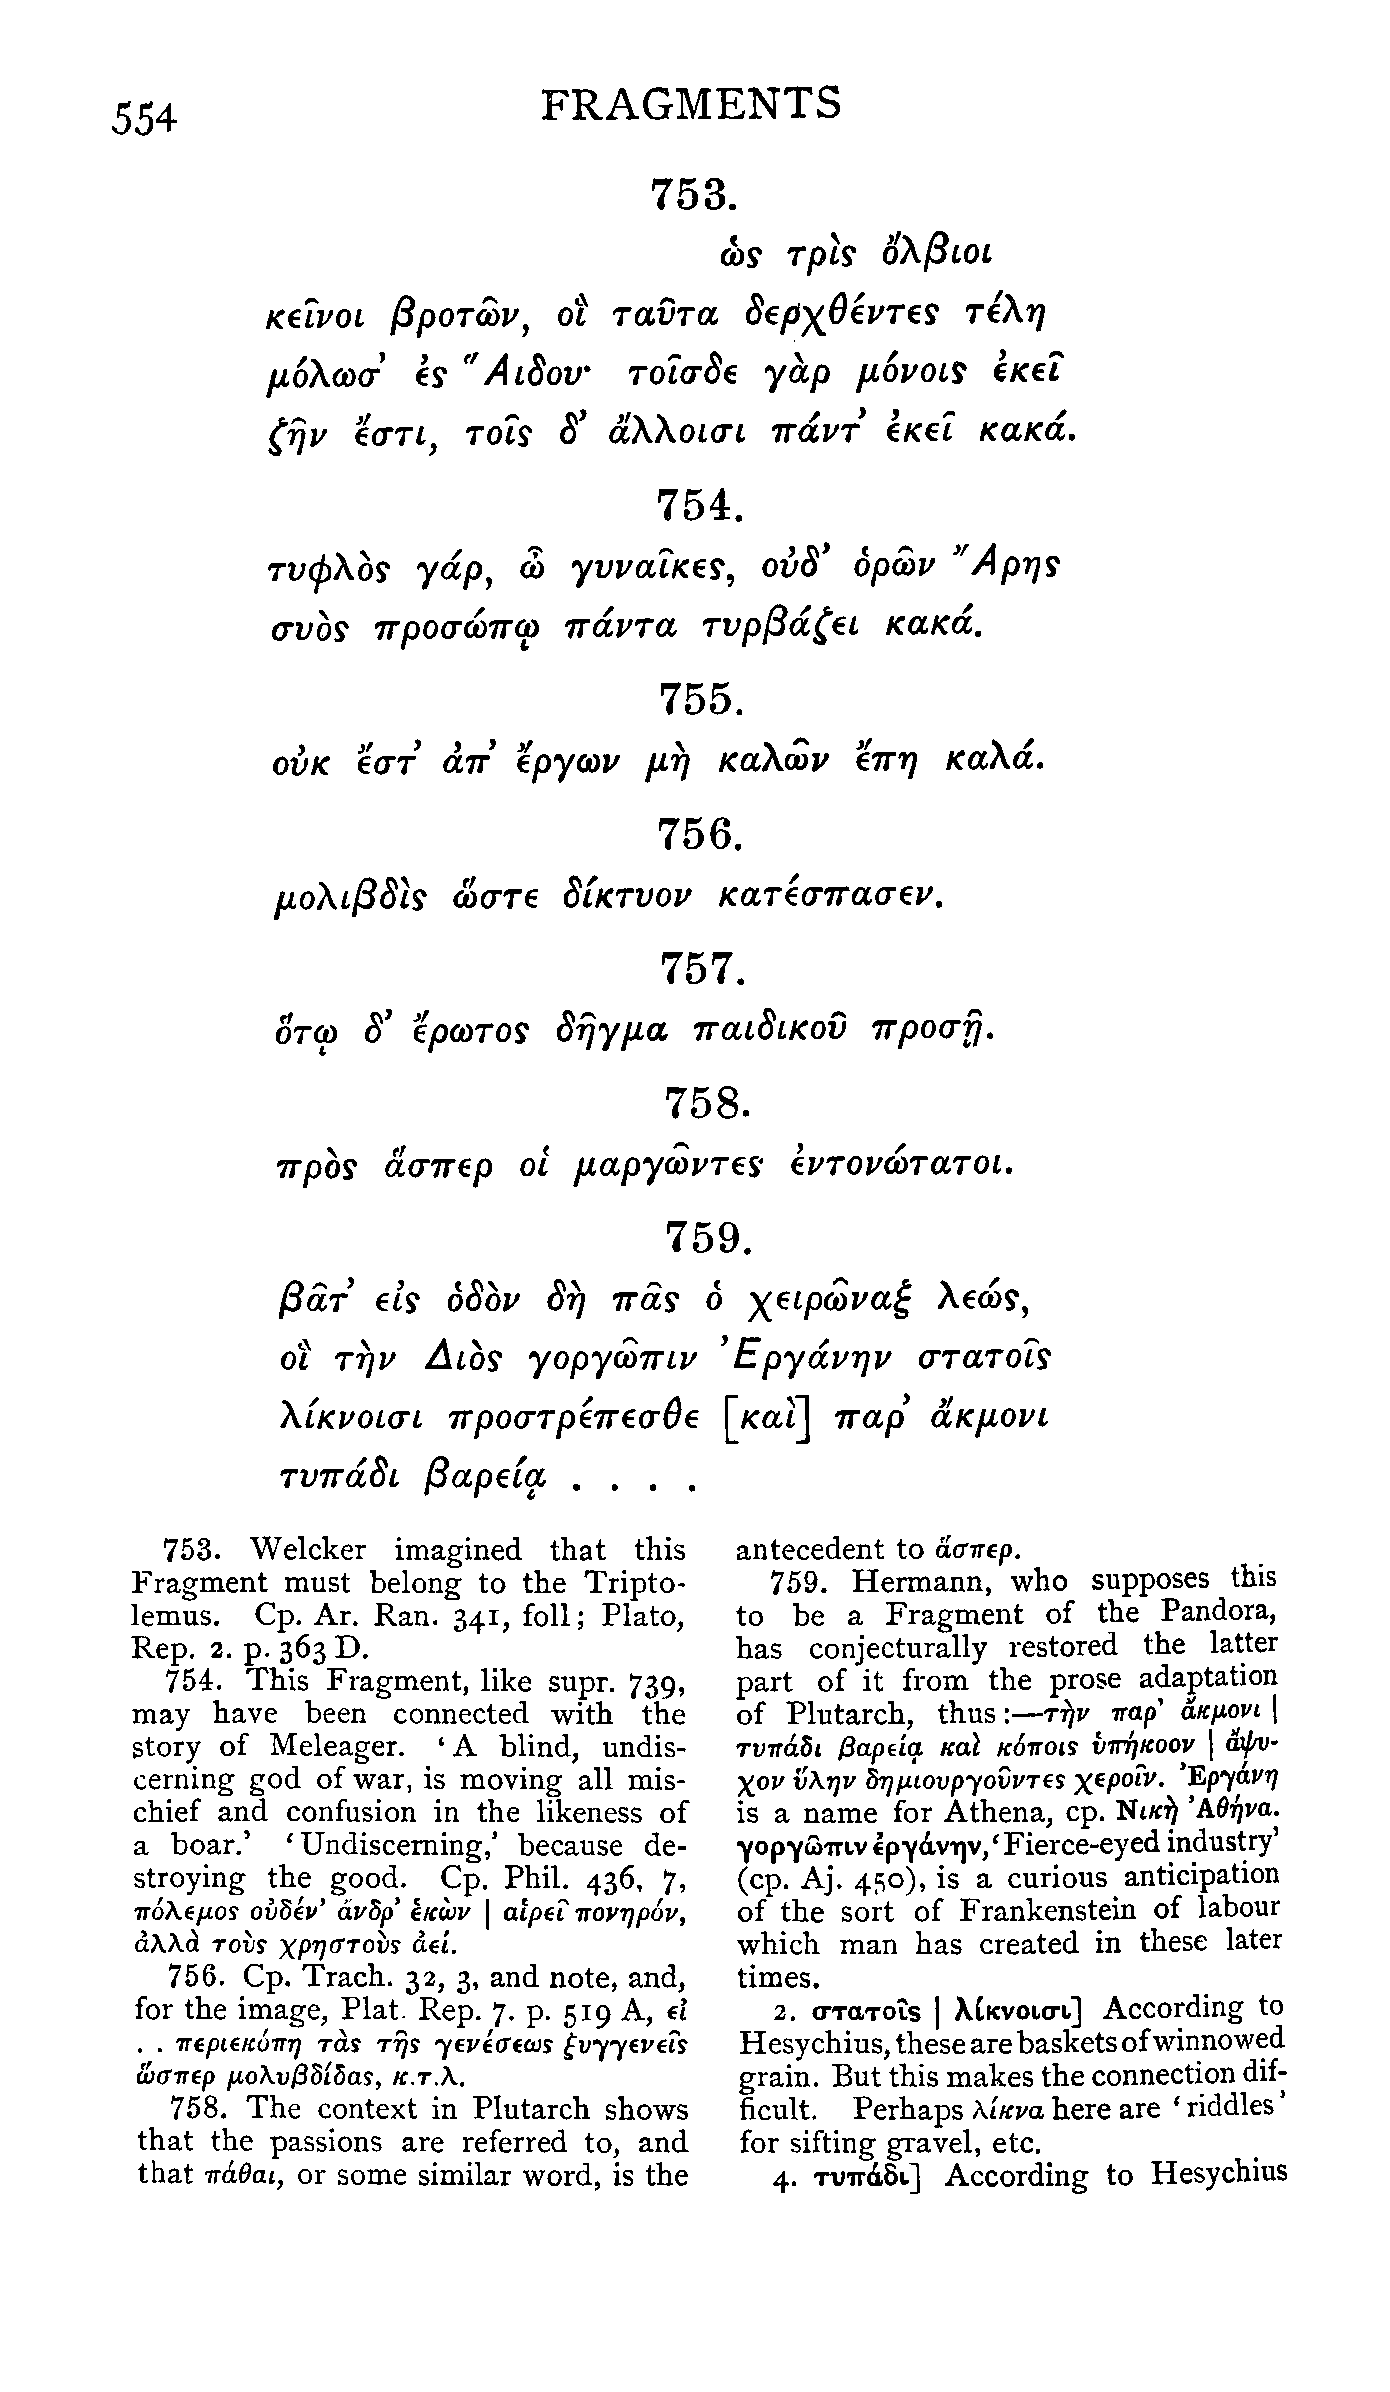 554
FRAGMENTS
753.
ὡς τρὶς ὄλβιοι
κεῖνοι βροτῶν, οἳ ταῦτα δερχθέντες τέλη
μόλωσ’ ἐς Ἅιδου· τοῖσδε γὰρ μόνοις ἐκεῖ
ζῆν ἔστι, τοῖς δ’ ἄλλοισι πάντ’ ἐκεῖ κακά.
754.
τυφλὸς γάρ, ὦ γυναῖκες, οὐδ’ ὁρῶν Ἄρης
συὸς προσώπῳ πάντα τυρβάζει κακά.
755.
οὐκ ἔστ’ ἀπ’ ἔργων μὴ καλῶν ἔπη καλά.
756.
μολιβδὶς ὥστε δίκτυον κατέσπασεν.
757.
ὅτῳ δ’ ἔρωτος δῆγμα παιδικοῦ προσῇ.
758.
πρὸς ἅσπερ οἱ μαργῶντες ἐντονώτατοι.
759.
βᾶτ’ εἰς ὁδὸν δὴ πᾶς ὁ χειρῶναξ λεώς,
οἳ τὴν Διὸς γοργῶπιν Ἐργάνην στατοῖς
λίκνοισι προστρέπεσθε [καὶ] παρ’ ἄκμονι
τυπάδι βαρείᾳ . . . .
753. Welcker imagined that this
Fragment must belong to the Tripto-
lemus. Cp. Ar. Ran. 341, foll; Plato,
Rep. 2. p. 363 D.
754. This Fragment, like supr. 739,
may have been connected with the
story of Meleager. ‘A blind, undis-
cerning god of war, is moving all mis-
chief and confusion in the likeness of
a boar.’ ‘Undiscerning,’ because de-
stroying the good. Cp. Phil. 436, 7,
πόλεμος οὐδέν’ ἄνδρ’ ἑκὼν | αἱρεῖ πονηρόν,
ἀλλὰ τοὺς χρηστοὺς ἀεί.
756. Cp. Trach. 32, 3, and note, and,
for the image, Plat. Rep. 7. p. 519 A, εἰ
. . περιεκόπη τὰς τῆς γενέσεως ξυγγενεῖς
ὥσπερ μολυβδίδας, κ.τ.λ.
758. The context in Plutarch shows
that the passions are referred to, and
that πάθαι, or some similar word, is the
antecedent to ἅσπερ.
759. Hermann, who supposes this
to be a Fragment of the Pandora,
has conjecturally restored the latter
part of it from the prose adaptation
of Plutarch, thus:—τὴν παρ’ ἄκμονι |
τυπάδι βαρείᾳ καὶ κόποις ὑπήκοον | ἄψυ-
χον ὕλην δημιουργοῦντες χεροῖν. Ἐργάνη
is a name for Athena, cp. Νικὴ Ἀθήνα.
γοργῶπιν ἐργάνην, ‘Fierce-eyed industry’
(cp. Aj. 450), is a curious anticipation
of the sort of Frankenstein of labour
which man has created in these later
times.
2. στατοῖς | λίκνοισι] According to
Hesychius, these are baskets of winnowed
grain. But this makes the connection dif-
ficult. Perhaps λίκνα here are ‘riddles’
for sifting gravel, etc.
4. τυπάδι] According to Hesychius